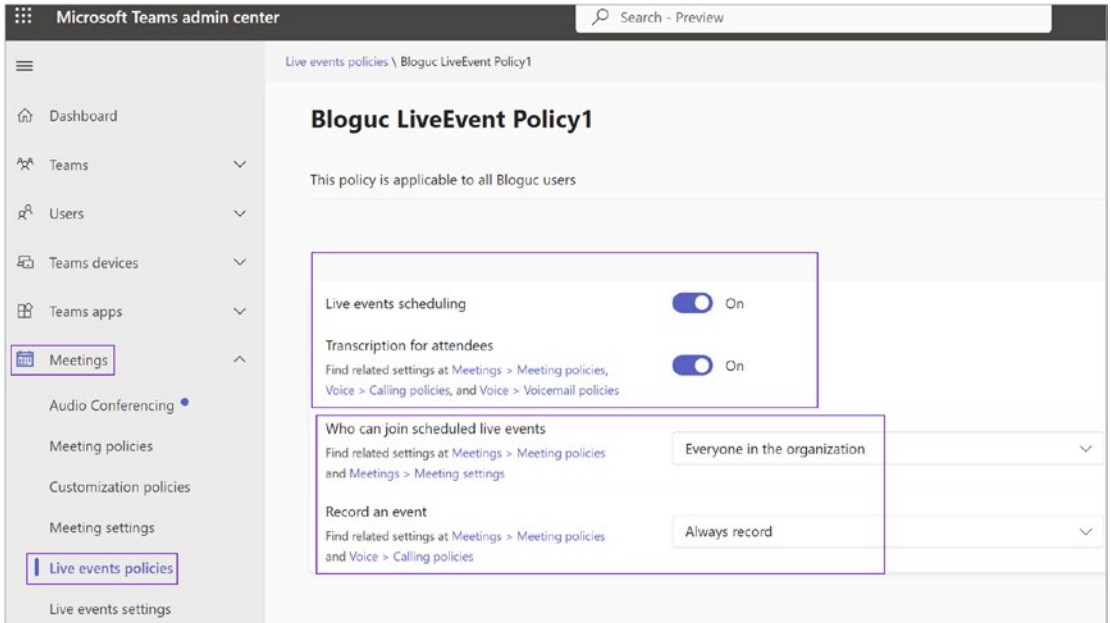 Microsoft Teams admin center
Search - Preview
Live events policies \ Bloguc LiveEvent Policy1
Dashboard
Teams
Users
Teams devices
Teams apps
Meetings
Audio Conferencing
Meeting policies
Customization policies
Meeting settings
Live events policies
Live events settings
Bloguc LiveEvent Policy1
This policy is applicable to all Bloguc users
Live events scheduling
On
Transcription for attendees
Find related settings at Meetings > Meeting policies,
Voice > Calling policies, and Voice > Voicemail policies
On
Who can join scheduled live events
Find related settings at Meetings > Meeting policies
and Meetings > Meeting settings
Everyone in the organization
Record an event
Find related settings at Meetings > Meeting policies
and Voice > Calling policies
Always record